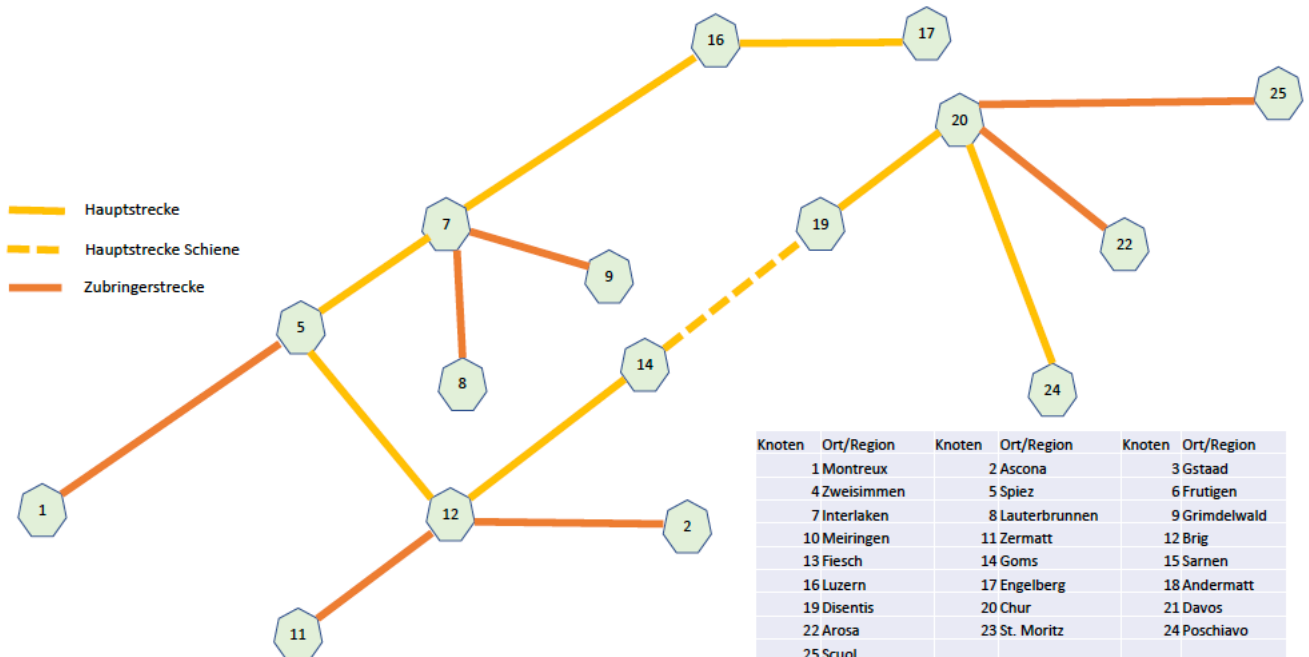 16
17
25
20
Hauptstrecke
7
19
Hauptstrecke Schiene
22
9
Zubringerstrecke
5
14
8
24
Knoten Ort/Region Knoten Ort/Region Knoten Ort/Region
1 Montreux 2 Ascona 3 Gstaad
4 Zweisimmen 5 Spiez 6 Frutigen
7 Interlaken 8 Lauterbrunnen 9 Grimdelwald
10 Meiringen 11 Zermatt 12 Brig
13 Fiesch 14 Goms 15 Sarnen
16 Luzern 17 Engelberg 18 Andermatt
19 Disentis 20 Chur 21 Davos
22 Arosa 23 St. Moritz 24 Poschiavo
25 Scuol
1
12
2
11